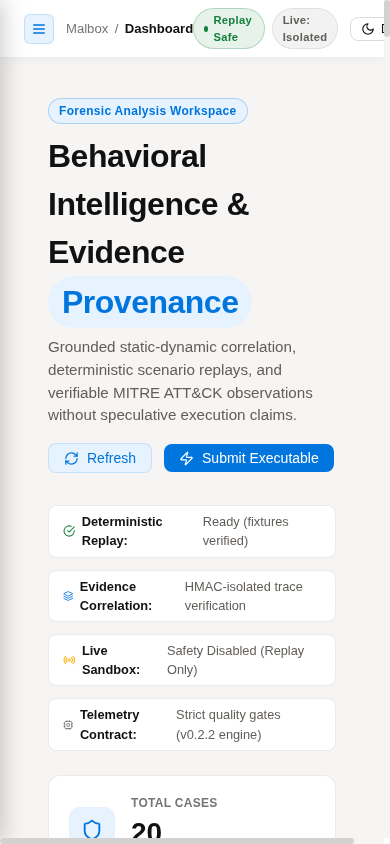 Malbox / Dashboard
Replay
Safe
Live:
Isolated
Forensic Analysis Workspace
Behavioral
Intelligence &
Evidence
Provenance
Grounded static-dynamic correlation,
deterministic scenario replays, and
verifiable MITRE ATT&CK observations
without speculative execution claims.
Refresh
Submit Executable
Deterministic
Replay:
Ready (fixtures
verified)
Evidence
Correlation:
HMAC-isolated trace
verification
Live
Sandbox:
Safety Disabled (Replay
Only)
Telemetry
Contract:
Strict quality gates
(v0.2.2 engine)
TOTAL CASES
20